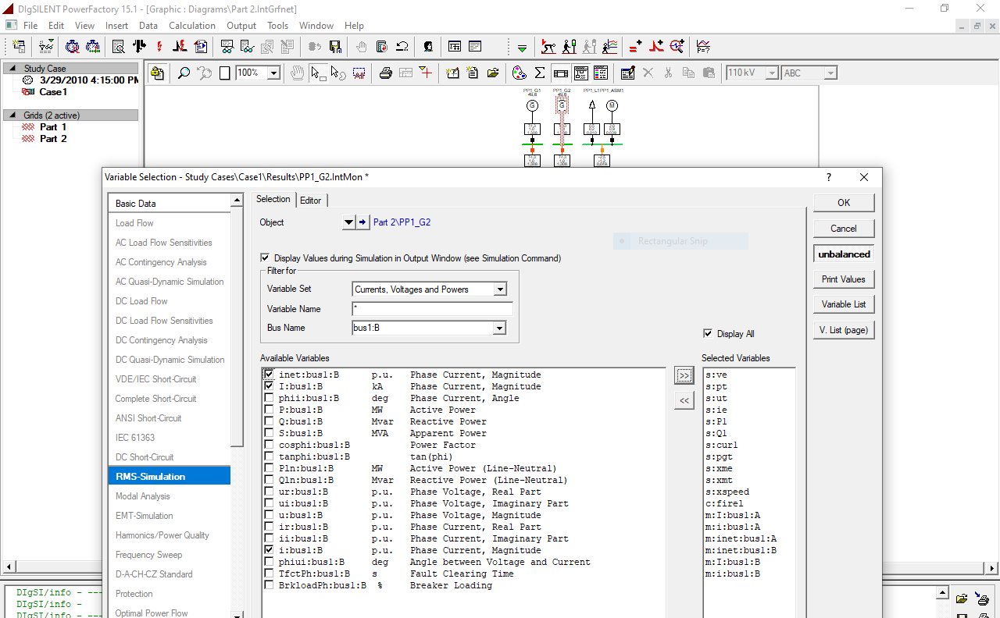 DIgSILENT PowerFactory 15.1 - [Graphic : Diagrams\Part 2.IntGrfnet]
File Edit View Insert Data Calculation Output Tools Window Help
100%
110 kV ABC
Study Case
3/29/2010 4:15:00 PM
Case1
Grids (2 active)
Part 1
Part 2
PP1_G1 PP1_G2 PP1_L1 PP1_ASM1
G G M
Variable Selection - Study Cases\Case1\Results\PP1_G2.IntMon *
Basic Data
Load Flow
AC Load Flow Sensitivities
AC Contingency Analysis
AC Quasi-Dynamic Simulation
DC Load Flow
DC Load Flow Sensitivities
DC Contingency Analysis
DC Quasi-Dynamic Simulation
VDE/IEC Short-Circuit
Complete Short-Circuit
ANSI Short-Circuit
IEC 61363
DC Short-Circuit
RMS-Simulation
Modal Analysis
EMT-Simulation
Harmonics/Power Quality
Frequency Sweep
D-A-CH-CZ Standard
Protection
Optimal Power Flow
Selection Editor
Object Part 2\PP1_G2
Rectangular Snip
Display Values during Simulation in Output Window (see Simulation Command)
Filter for
Variable Set Currents, Voltages and Powers
Variable Name *
Bus Name bus1:B
Display All
Available Variables
inet:bus1:B p.u. Phase Current, Magnitude
I:bus1:B kA Phase Current, Magnitude
phii:bus1:B deg Phase Current, Angle
P:bus1:B MW Active Power
Q:bus1:B Mvar Reactive Power
S:bus1:B MVA Apparent Power
cosphi:bus1:B Power Factor
tanphi:bus1:B tan(phi)
Pln:bus1:B MW Active Power (Line-Neutral)
Qln:bus1:B Mvar Reactive Power (Line-Neutral)
ur:bus1:B p.u. Phase Voltage, Real Part
ui:bus1:B p.u. Phase Voltage, Imaginary Part
u:bus1:B p.u. Phase Voltage, Magnitude
ir:bus1:B p.u. Phase Current, Real Part
ii:bus1:B p.u. Phase Current, Imaginary Part
i:bus1:B p.u. Phase Current, Magnitude
phiui:bus1:B deg Angle between Voltage and Current
TfctPh:bus1:B s Fault Clearing Time
BrkloadPh:bus1:B % Breaker Loading
>>
<<
Selected Variables
s:ve
s:pt
s:ut
s:ie
s:P1
s:Q1
s:cur1
s:pgt
s:xme
s:xmt
s:xspeed
c:firel
m:I:bus1:A
m:i:bus1:A
m:inet:bus1:A
m:inet:bus1:B
m:I:bus1:B
m:i:bus1:B
OK
Cancel
unbalanced
Print Values
Variable List
V. List (page)
DIgSI/info - ---
DIgSI/info -
DIgSI/info - ---